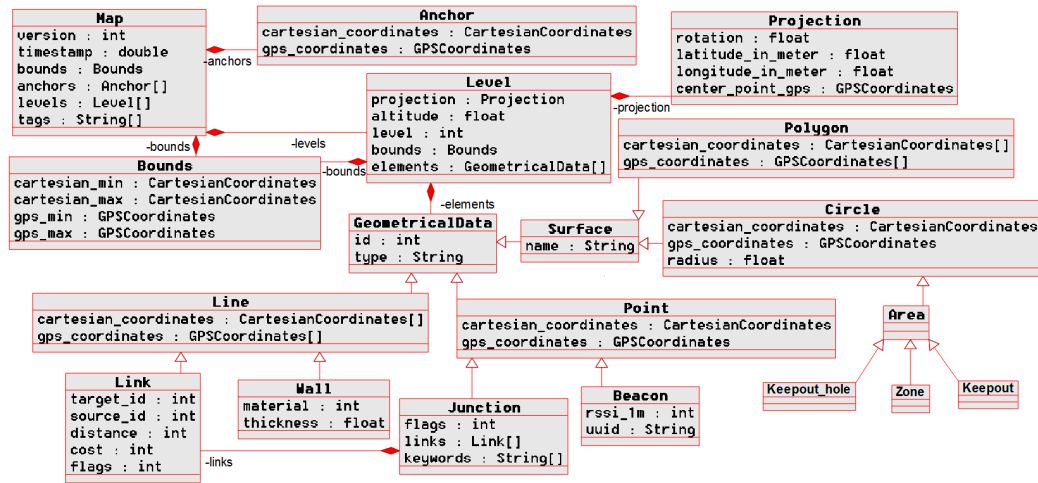 Map
version : int
timestamp : double
bounds : Bounds
anchors : Anchor[]
levels : Level[]
tags : String[]
-anchors
Anchor
cartesian_coordinates : CartesianCoordinates
gps_coordinates : GPSCoordinates
Projection
rotation : float
latitude_in_meter : float
longitude_in_meter : float
center_point_gps : GPSCoordinates
Level
projection : Projection
altitude : float
level : int
bounds : Bounds
elements : GeometricalData[]
-projection
-levels
-bounds
-bounds
Polygon
cartesian_coordinates : CartesianCoordinates[]
gps_coordinates : GPSCoordinates[]
Bounds
cartesian_min : CartesianCoordinates
cartesian_max : CartesianCoordinates
gps_min : GPSCoordinates
gps_max : GPSCoordinates
-elements
GeometricalData
id : int
type : String
Surface
name : String
Circle
cartesian_coordinates : CartesianCoordinates
gps_coordinates : GPSCoordinates
radius : float
Line
cartesian_coordinates : CartesianCoordinates[]
gps_coordinates : GPSCoordinates[]
Point
cartesian_coordinates : CartesianCoordinates
gps_coordinates : GPSCoordinates
Area
Link
target_id : int
source_id : int
distance : int
cost : int
flags : int
Wall
material : int
thickness : float
Junction
flags : int
links : Link[]
keywords : String[]
-links
Beacon
rssi_1m : int
uuid : String
Keepout_hole
Zone
Keepout